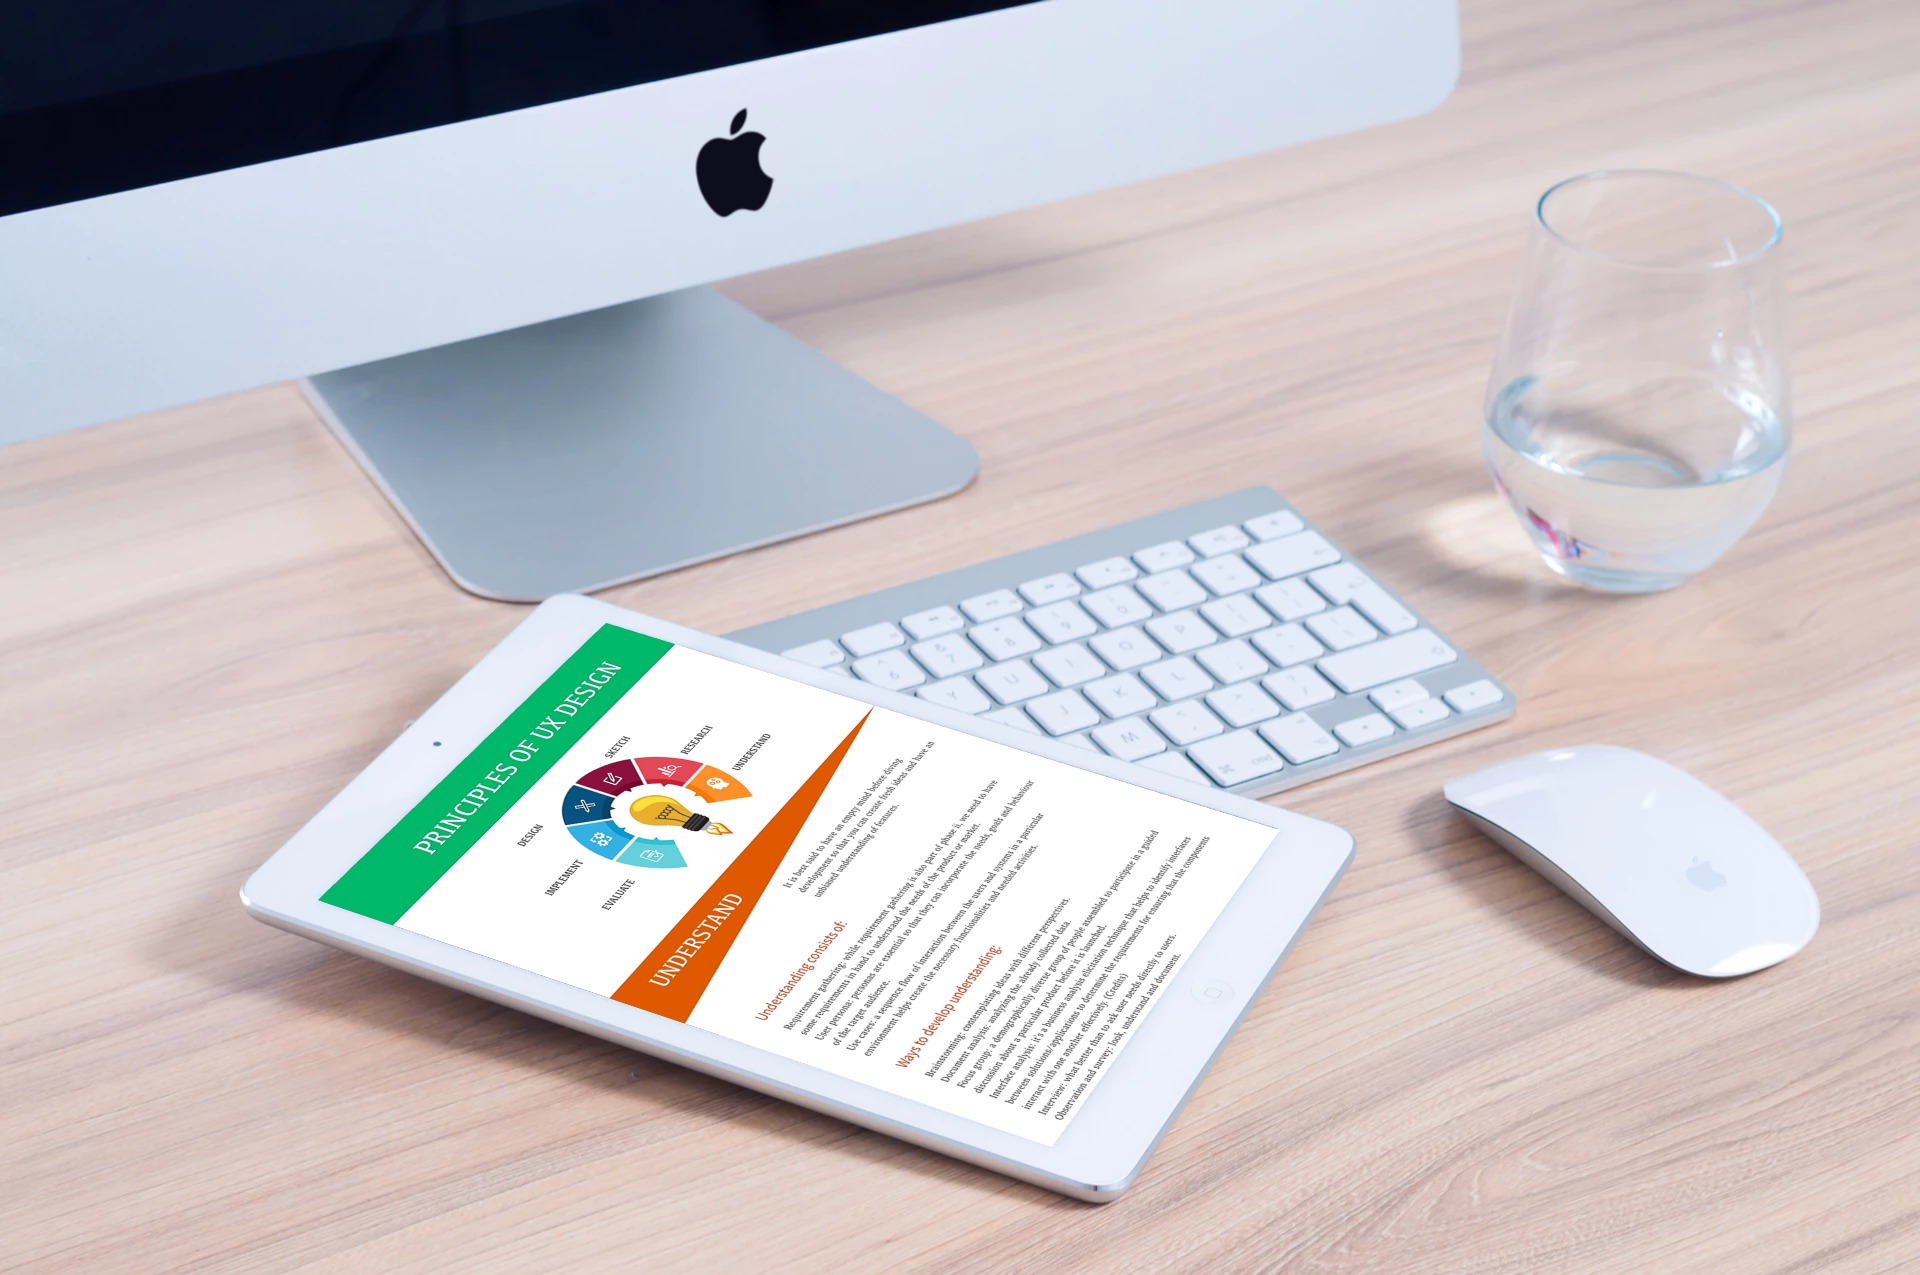 PRINCIPLES OF UX DESIGN
SKETCH
RESEARCH
UNDERSTAND
DESIGN
IMPLEMENT
EVALUATE
UNDERSTAND
It is best said to have an empty mind before diving
development so that you can create fresh ideas and have an
unbiased understanding of features.
Understanding consists of:
Requirement gathering: while requirement gathering is also part of phase ii, we need to have
some requirements in hand to understand the needs of the product or market.
User persona: personas are essential so that they can incorporate the needs, goals and behaviour
of the target audience.
Use cases: a sequence flow of interaction between the users and systems in a particular
environment helps create the necessary functionalities and needed activities.
Ways to develop understanding:
Brainstorming: contemplating ideas with different perspectives.
Document analysis: analyzing the already collected data.
Focus group: a demographically diverse group of people assembled to participate in a guided
discussion about a particular product before it is launched.
Interface analysis: it's a business analysis elicitation technique that helps to identify interfaces
between solutions/applications to determine the requirements for ensuring that the components
interact with one another effectively. (Credits)
Interview: what better than to ask user needs directly to users.
Observation and survey: look, understand and document.
6
&
7
*
8
9
0
Y
U
I
O
P
J
K
L
M
?
/
cmd